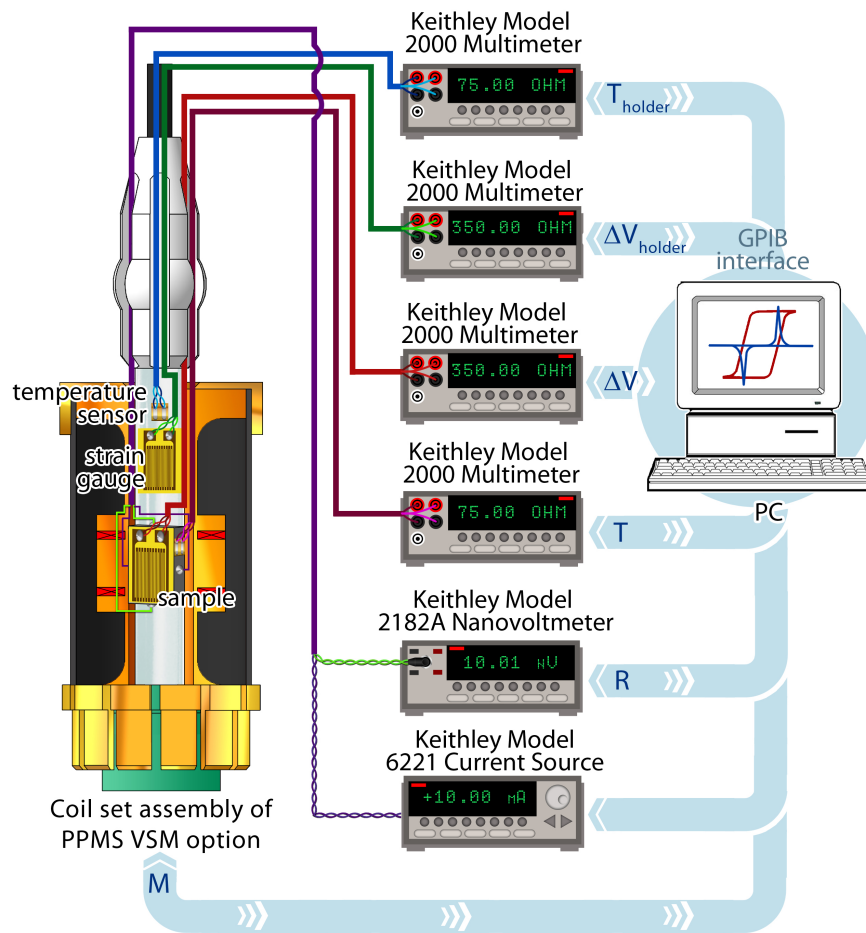 Keithley Model
2000 Multimeter
75.00 OHM
T holder
Keithley Model
2000 Multimeter
350.00 OHM
ΔV holder
GPIB
interface
Keithley Model
2000 Multimeter
350.00 OHM
ΔV
temperature
sensor
strain
gauge
Keithley Model
2000 Multimeter
75.00 OHM
T
PC
sample
Keithley Model
2182A Nanovoltmeter
10.01 NV
R
Keithley Model
6221 Current Source
+10.00 MA
Coil set assembly of
PPMS VSM option
M